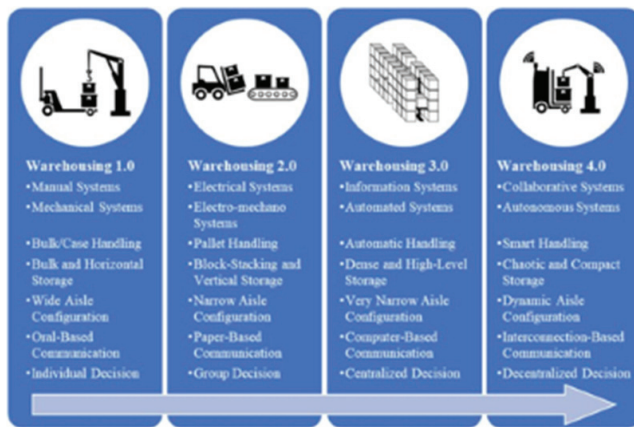 Warehousing 1.0
•Manual Systems
•Mechanical Systems
•Bulk/Case Handling
•Bulk and Horizontal
Storage
•Wide Aisle
Configuration
•Oral-Based
Communication
•Individual Decision
Warehousing 2.0
•Electrical Systems
•Electro-mechano
Systems
•Pallet Handling
•Block-Stacking and
Vertical Storage
•Narrow Aisle
Configuration
•Paper-Based
Communication
•Group Decision
Warehousing 3.0
•Information Systems
•Automated Systems
•Automatic Handling
•Dense and High-Level
Storage
•Very Narrow Aisle
Configuration
•Computer-Based
Communication
•Centralized Decision
Warehousing 4.0
•Collaborative Systems
•Autonomous Systems
•Smart Handling
•Chaotic and Compact
Storage
•Dynamic Aisle
Configuration
•Interconnection-Based
Communication
•Decentralized Decision